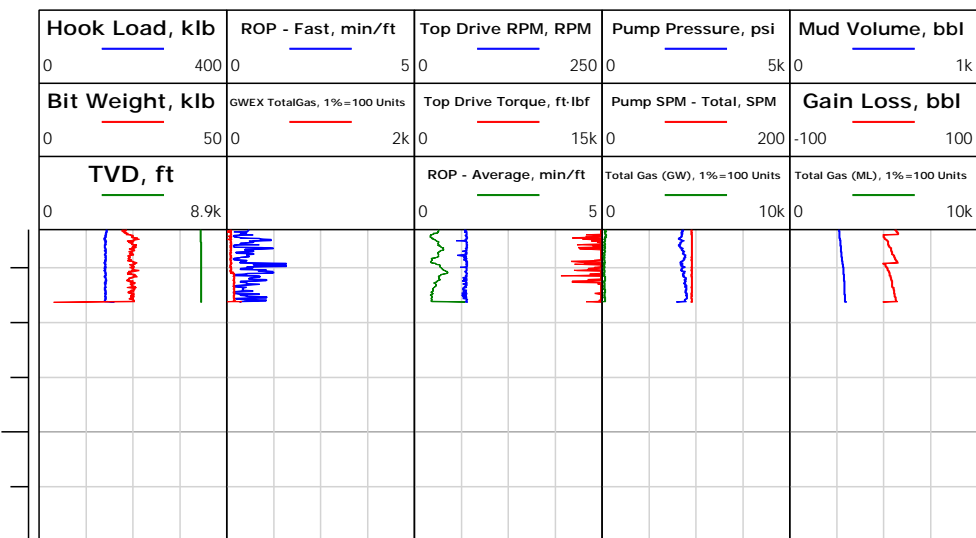 Hook Load, klb ROP - Fast, min/ft Top Drive RPM, RPM Pump Pressure, psi Mud Volume, bbl
0 400 0 5 0 250 0 5k 0 1k
Bit Weight, klb GWEX TotalGas, 1%=100 Units Top Drive Torque, ft·lbf Pump SPM - Total, SPM Gain Loss, bbl
0 50 0 2k 0 15k 0 200 -100 100
TVD, ft ROP - Average, min/ft Total Gas (GW), 1%=100 Units Total Gas (ML), 1%=100 Units
0 8.9k 0 5 0 10k 0 10k